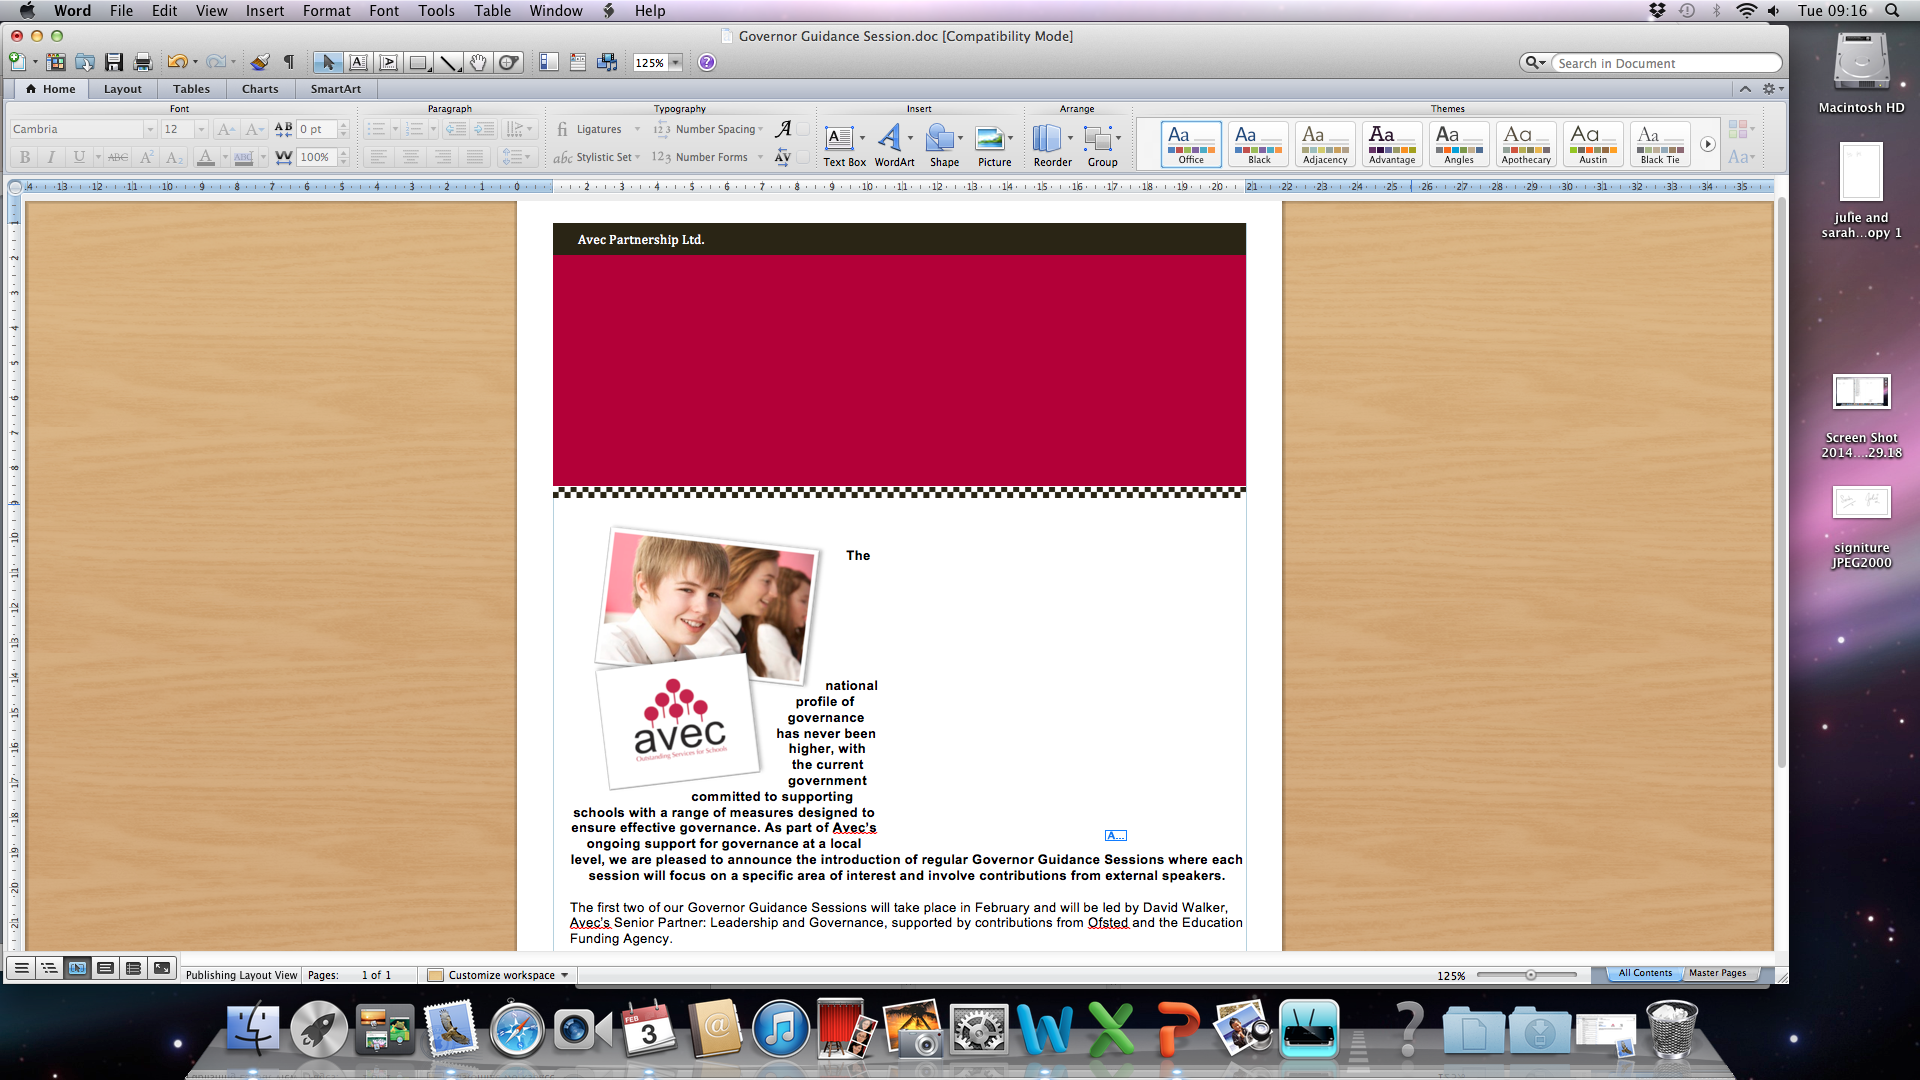 Word File Edit View Insert Format Font Tools Table Window Help Tue 09:16
Governor Guidance Session.doc [Compatibility Mode]
125%
Search in Document
Home Layout Tables Charts SmartArt
Font Paragraph Typography Insert Arrange Themes
Cambria 12 0 pt Ligatures Number Spacing
B I U ABC 100% Stylistic Set Number Forms
Text Box WordArt Shape Picture Reorder Group
Office Black Adjacency Advantage Angles Apothecary Austin Black Tie
Macintosh HD
julie and
sarah...opy 1
Screen Shot
2014....29.18
signiture
JPEG2000
Avec Partnership Ltd.
The
avec
Outstanding Services for Schools
national
profile of
governance
has never been
higher, with
the current
government
committed to supporting
schools with a range of measures designed to
ensure effective governance. As part of Avec's
ongoing support for governance at a local
A...
level, we are pleased to announce the introduction of regular Governor Guidance Sessions where each
session will focus on a specific area of interest and involve contributions from external speakers.
The first two of our Governor Guidance Sessions will take place in February and will be led by David Walker,
Avec's Senior Partner: Leadership and Governance, supported by contributions from Ofsted and the Education
Funding Agency.
Publishing Layout View Pages: 1 of 1 Customize workspace 125% All Contents Master Pages
FEB
3